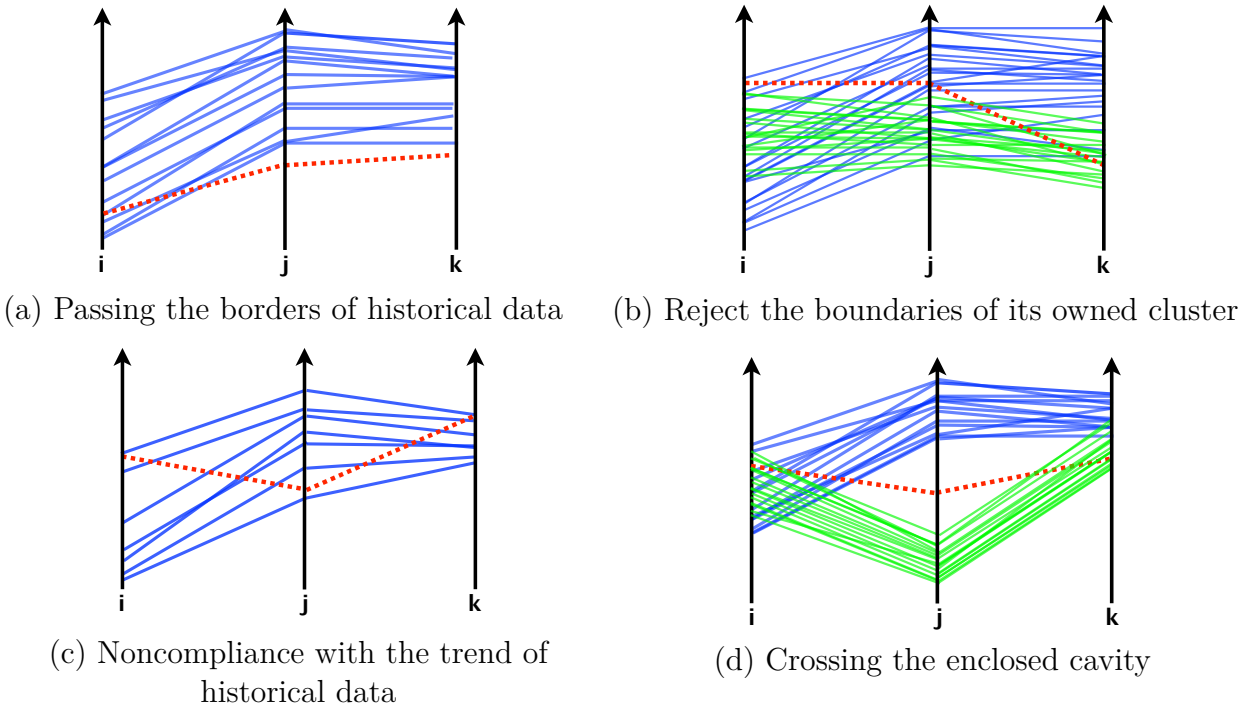 i j k
i j k
(a) Passing the borders of historical data
(b) Reject the boundaries of its owned cluster
i j k
i j k
(c) Noncompliance with the trend of
historical data
(d) Crossing the enclosed cavity